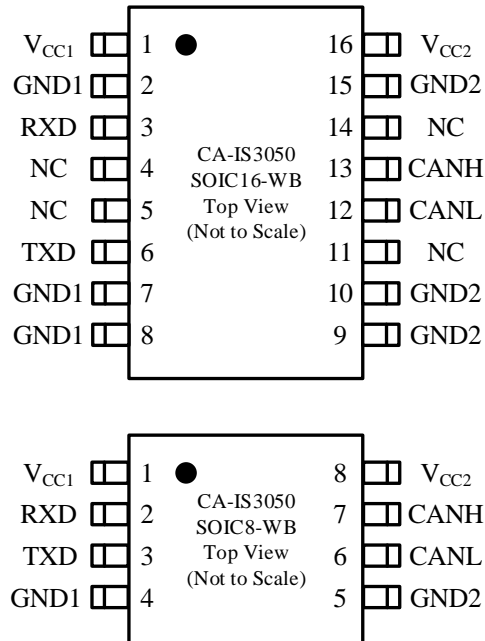 VCC1 1 16 VCC2
GND1 2 15 GND2
RXD 3 14 NC
NC 4 CA-IS3050 13 CANH
NC 5 SOIC16-WB 12 CANL
TXD 6 Top View 11 NC
GND1 7 (Not to Scale) 10 GND2
GND1 8 9 GND2
VCC1 1 8 VCC2
RXD 2 CA-IS3050 7 CANH
TXD 3 SOIC8-WB 6 CANL
GND1 4 Top View 5 GND2
(Not to Scale)